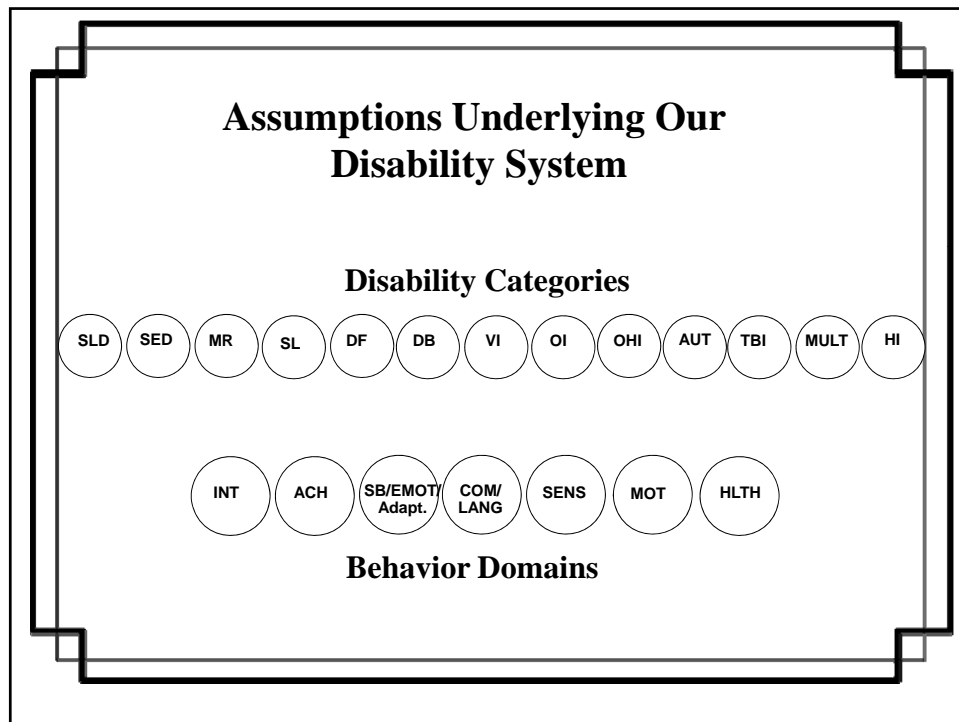 Assumptions Underlying Our
Disability System
Disability Categories
SLD SED MR SL DF DB VI OI OHI AUT TBI MULT HI
INT ACH SB/EMOT/ Adapt. COM/ LANG SENS MOT HLTH
Behavior Domains